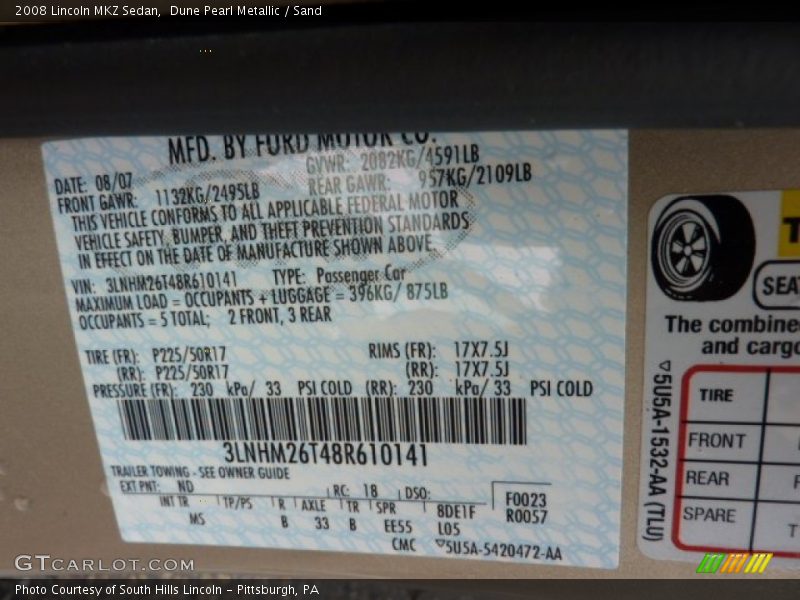 2008 Lincoln MKZ Sedan, Dune Pearl Metallic / Sand
MFD. BY FORD MOTOR CO.
DATE: 08/07 GVWR: 2082KG/4591LB
FRONT GAWR: 1132KG/2495LB REAR GAWR: 957KG/2109LB
THIS VEHICLE CONFORMS TO ALL APPLICABLE FEDERAL MOTOR
VEHICLE SAFETY, BUMPER, AND THEFT PREVENTION STANDARDS
IN EFFECT ON THE DATE OF MANUFACTURE SHOWN ABOVE
VIN: 3LNHM26T48R610141 TYPE: Passenger Car
MAXIMUM LOAD = OCCUPANTS + LUGGAGE = 396KG/ 875LB
OCCUPANTS = 5 TOTAL; 2 FRONT, 3 REAR
TIRE (FR): P225/50R17 RIMS (FR): 17X7.5J
(RR): P225/50R17 (RR): 17X7.5J
PRESSURE (FR): 230 kPa/ 33 PSI COLD (RR): 230 kPa/ 33 PSI COLD
3LNHM26T48R610141
TRAILER TOWING - SEE OWNER GUIDE
EXT PNT: ND RC: 18 DSO: F0023
INT TR TP/PS R AXLE TR SPR 8DE1F R0057
MS B 33 B EE55 L05
CMC ▽5U5A-5420472-AA
SEAT
The combine
and cargo
TIRE
FRONT
REAR
SPARE
▽5U5A-1532-AA (TLU)
GTCARLOT.COM
Photo Courtesy of South Hills Lincoln - Pittsburgh, PA